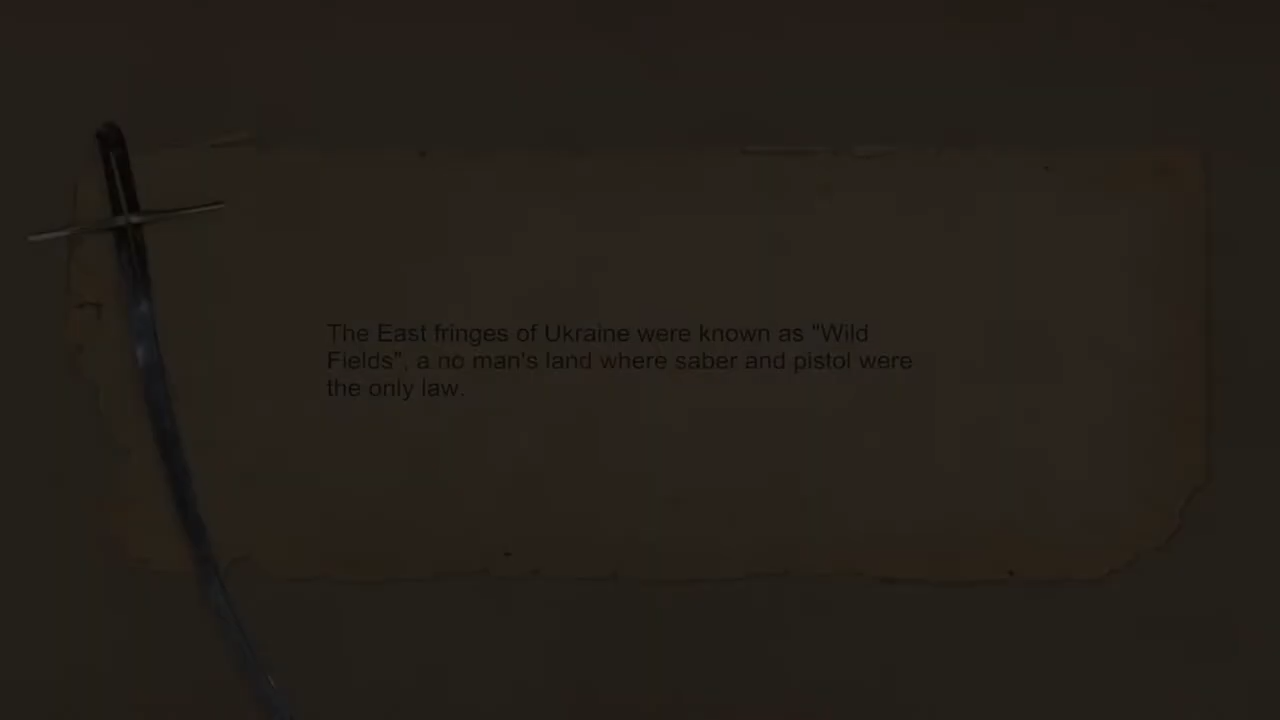 The East fringes of Ukraine were known as "Wild
Fields", a no man's land where saber and pistol were
the only law.